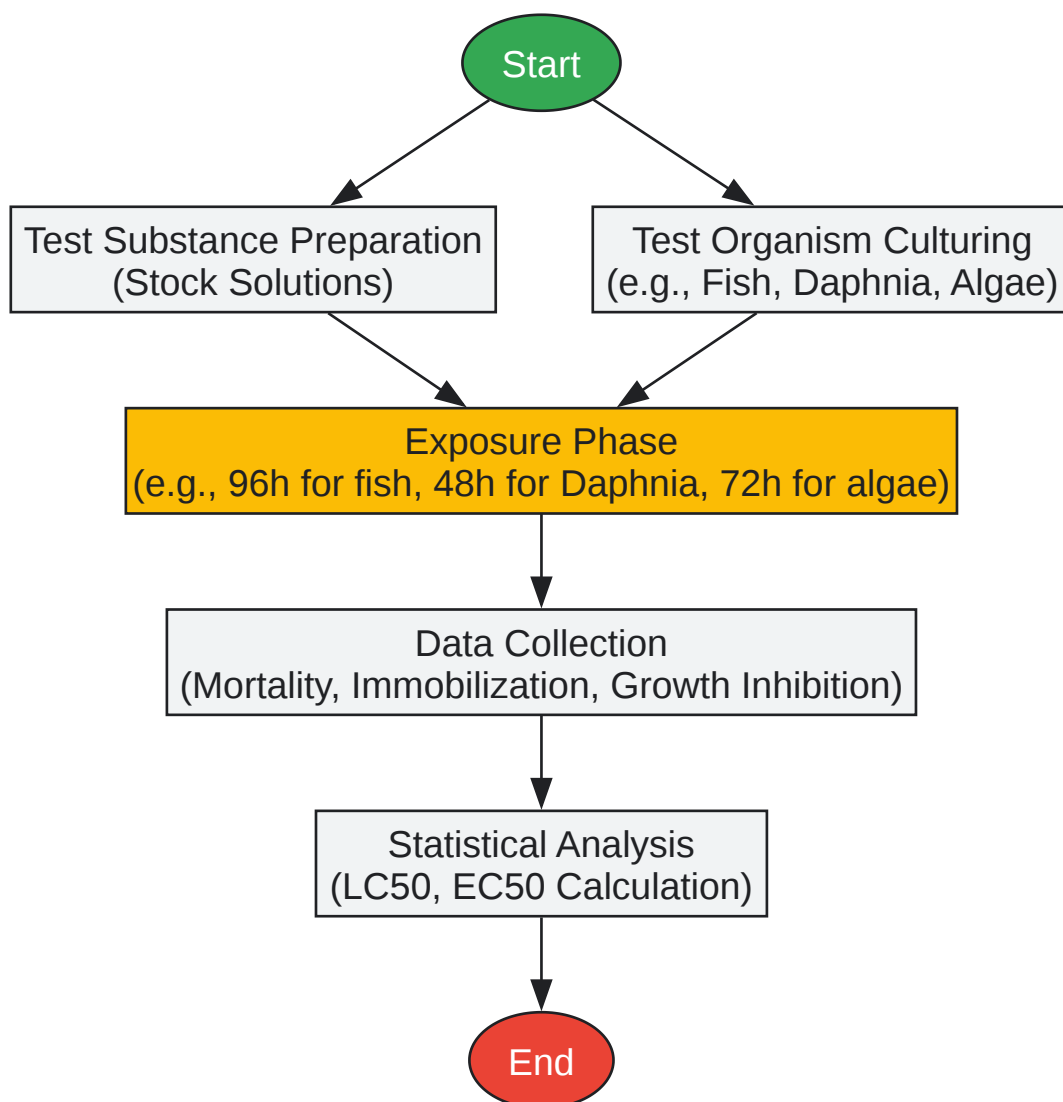 Start
Test Substance Preparation
(Stock Solutions)
Test Organism Culturing
(e.g., Fish, Daphnia, Algae)
Exposure Phase
(e.g., 96h for fish, 48h for Daphnia, 72h for algae)
Data Collection
(Mortality, Immobilization, Growth Inhibition)
Statistical Analysis
(LC50, EC50 Calculation)
End